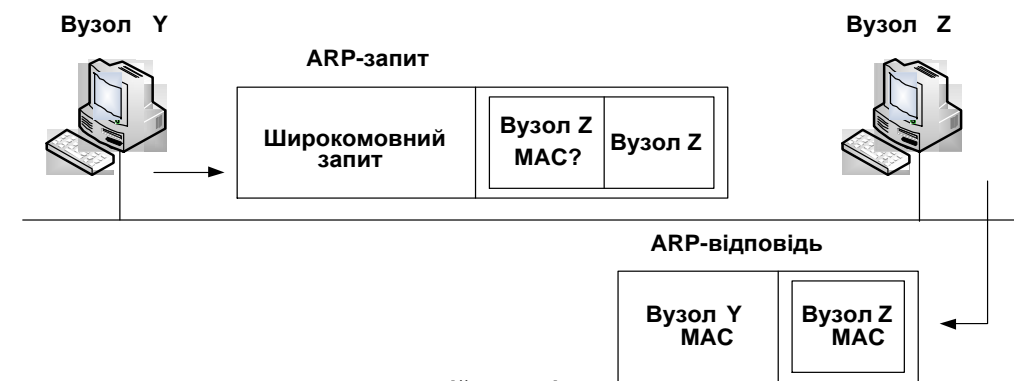 Вузол Y
Вузол Z
ARP-запит
Широкомовний
запит
Вузол Z
MAC?
Вузол Z
ARP-відповідь
Вузол Y
MAC
Вузол Z
MAC